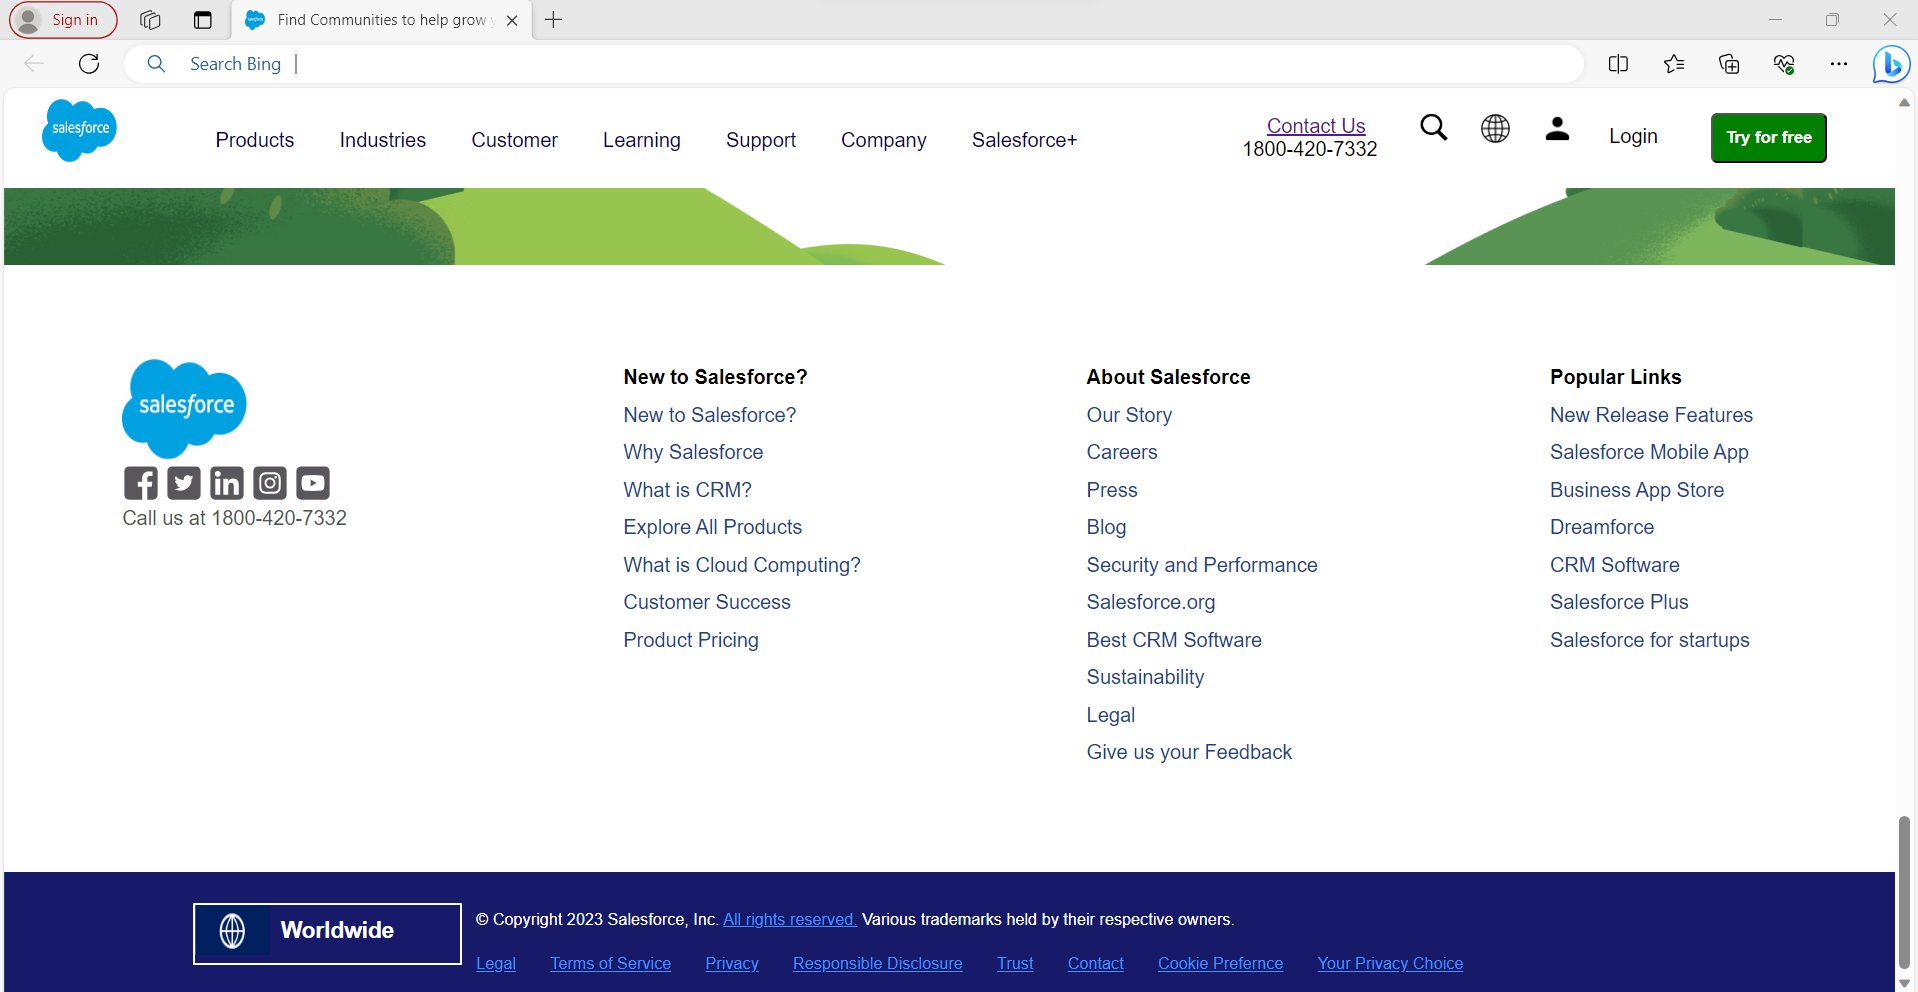 Sign in
Find Communities to help grow
Search Bing
salesforce
Products Industries Customer Learning Support Company Salesforce+
Contact Us
1800-420-7332
Login
Try for free
salesforce
Call us at 1800-420-7332
New to Salesforce?
New to Salesforce?
Why Salesforce
What is CRM?
Explore All Products
What is Cloud Computing?
Customer Success
Product Pricing
About Salesforce
Our Story
Careers
Press
Blog
Security and Performance
Salesforce.org
Best CRM Software
Sustainability
Legal
Give us your Feedback
Popular Links
New Release Features
Salesforce Mobile App
Business App Store
Dreamforce
CRM Software
Salesforce Plus
Salesforce for startups
Worldwide
© Copyright 2023 Salesforce, Inc. All rights reserved. Various trademarks held by their respective owners.
Legal Terms of Service Privacy Responsible Disclosure Trust Contact Cookie Prefernce Your Privacy Choice